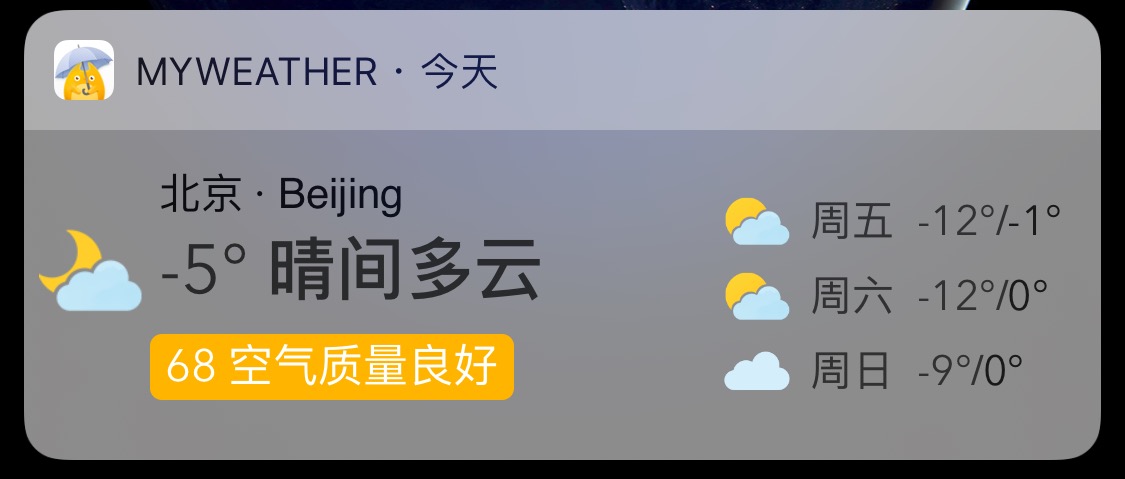 MYWEATHER · 今天
北京 · Beijing
-5° 晴间多云
68 空气质量良好
周五 -12°/-1°
周六 -12°/0°
周日 -9°/0°